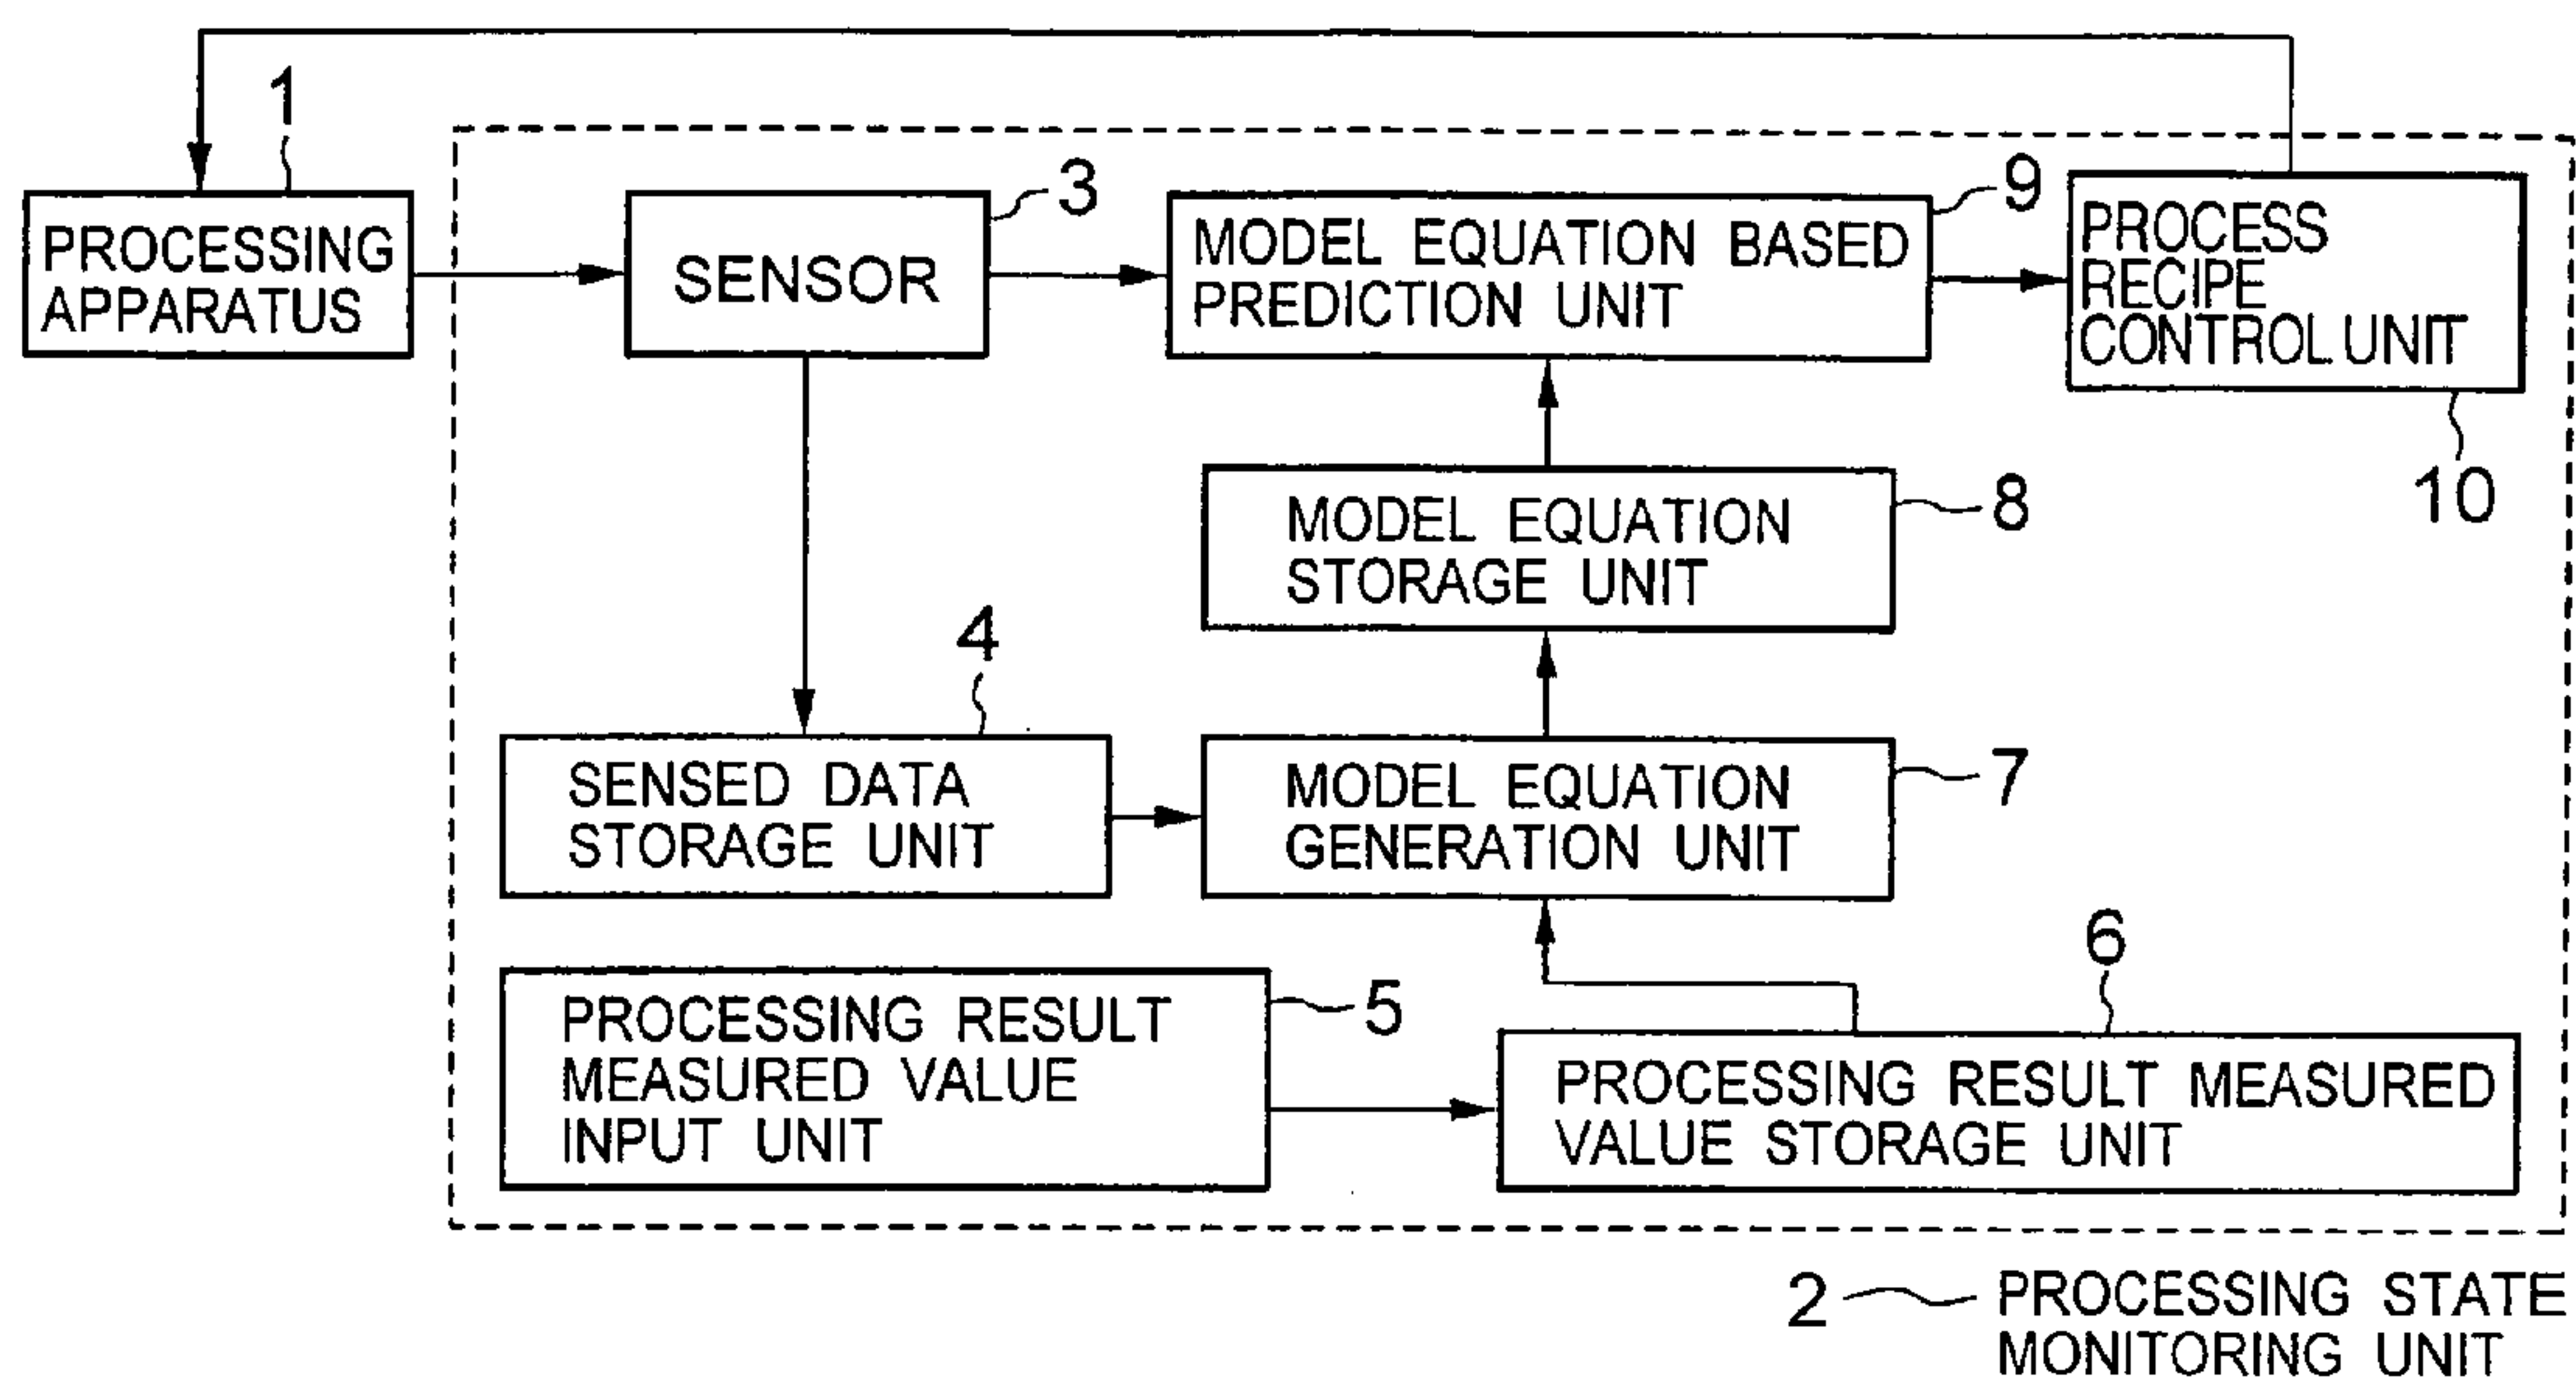 1
PROCESSING
APPARATUS
3
SENSOR
9
MODEL EQUATION BASED
PREDICTION UNIT
PROCESS
RECIPE
CONTROL UNIT
10
8
MODEL EQUATION
STORAGE UNIT
4
SENSED DATA
STORAGE UNIT
7
MODEL EQUATION
GENERATION UNIT
5
PROCESSING RESULT
MEASURED VALUE
INPUT UNIT
6
PROCESSING RESULT MEASURED
VALUE STORAGE UNIT
2 PROCESSING STATE
MONITORING UNIT